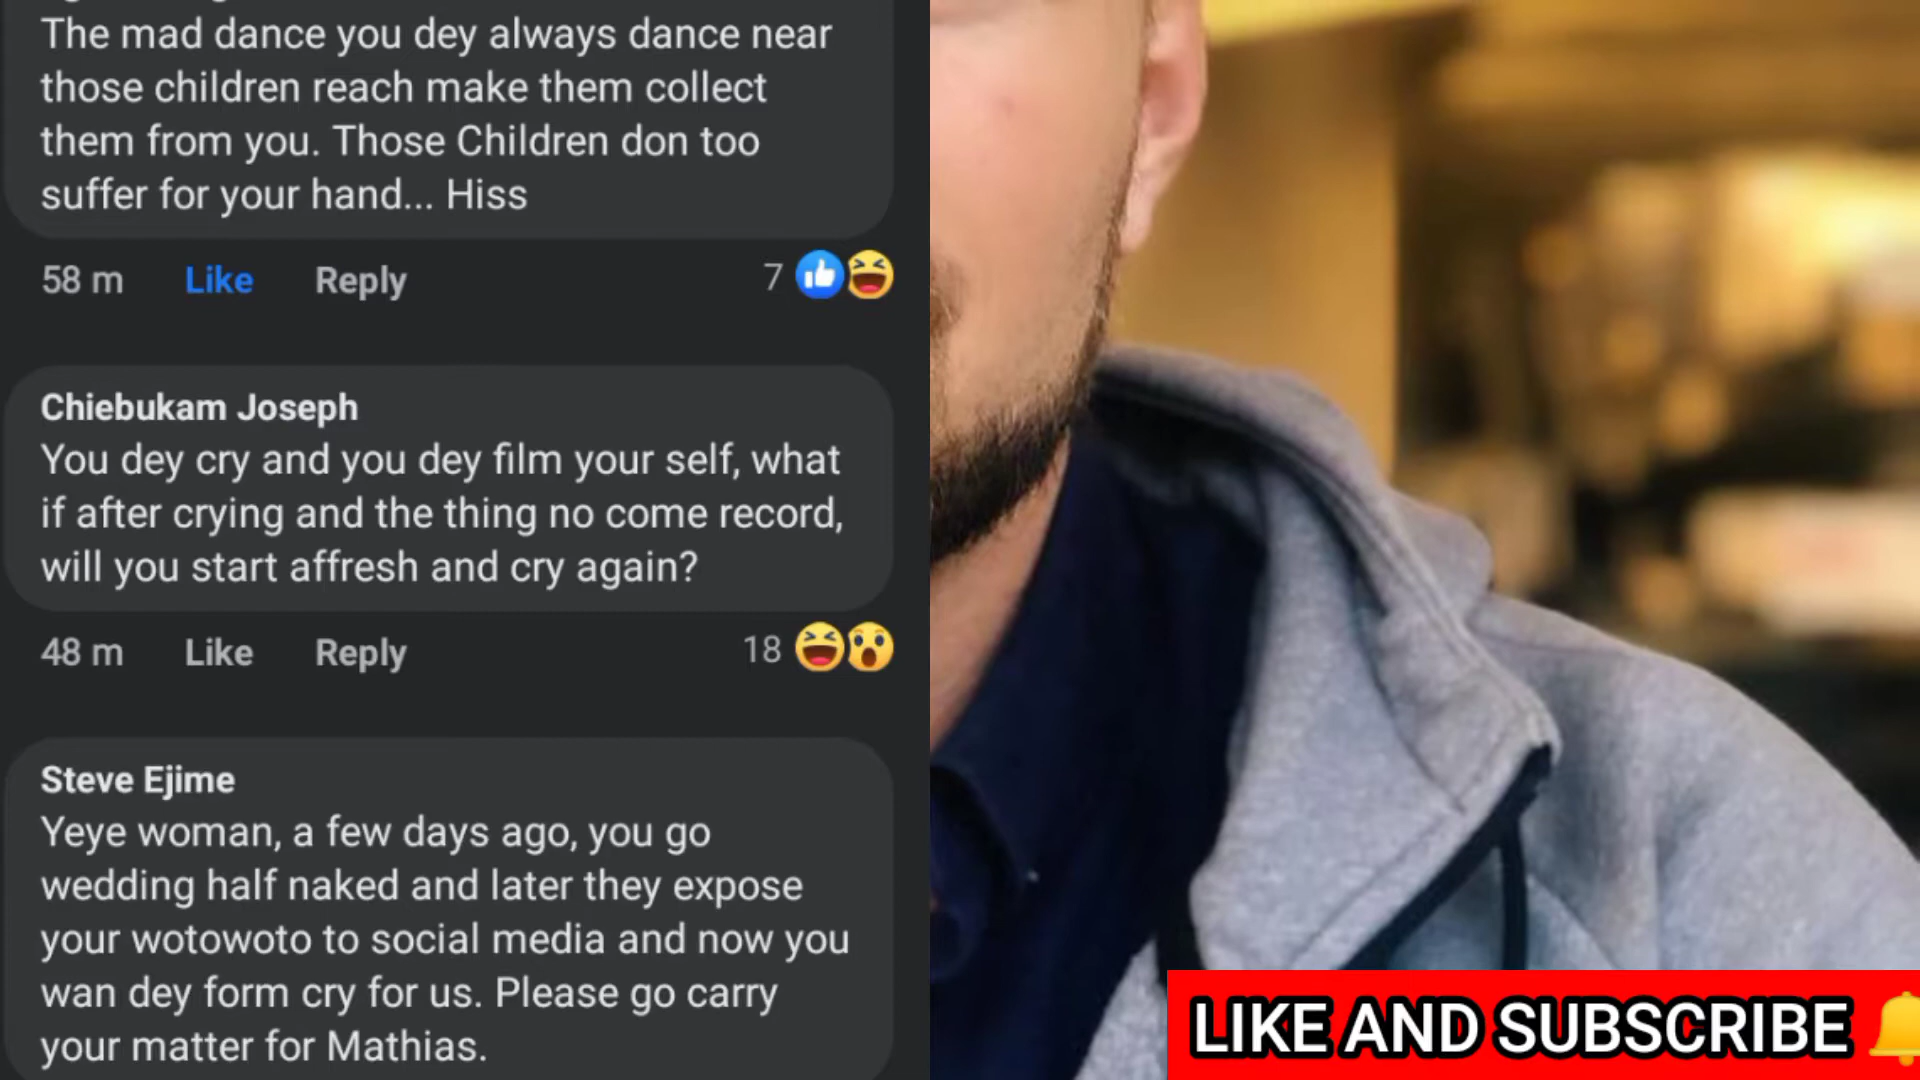 The mad dance you dey always dance near
those children reach make them collect
them from you. Those Children don too
suffer for your hand... Hiss
58 m Like Reply 7
Chiebukam Joseph
You dey cry and you dey film your self, what
if after crying and the thing no come record,
will you start affresh and cry again?
48 m Like Reply 18
Steve Ejime
Yeye woman, a few days ago, you go
wedding half naked and later they expose
your wotowoto to social media and now you
wan dey form cry for us. Please go carry
your matter for Mathias.
LIKE AND SUBSCRIBE